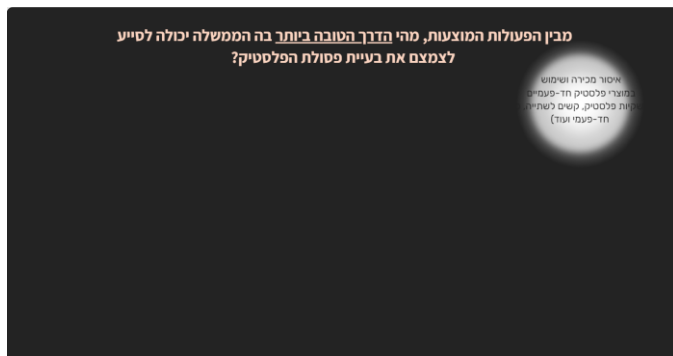 מבין הפעולות המוצעות, מהי הדרך הטובה ביותר בה הממשלה יכולה לסייע
לצמצם את בעיית פסולת הפלסטיק?
איסור מכירה ושימוש
במוצרי פלסטיק חד-פעמיים
פלסטיק, קשים לשתייה,
חד-פעמי ועוד)